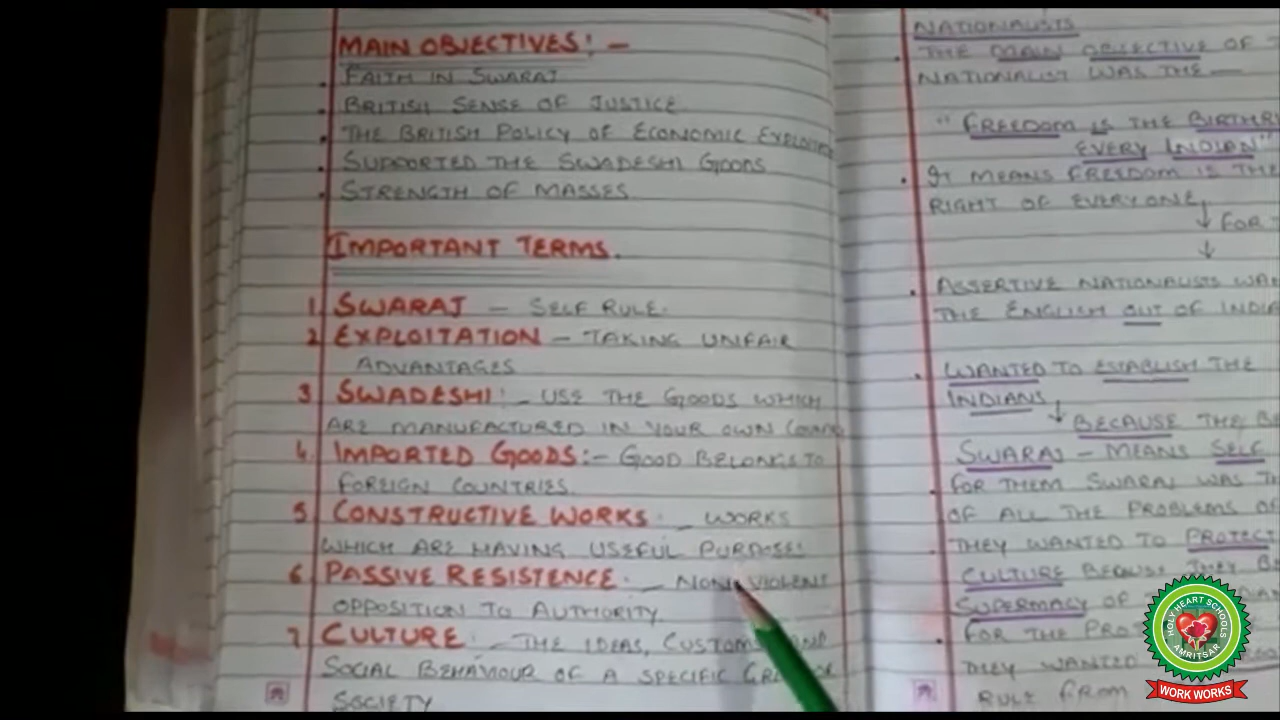 MAIN OBJECTIVES! -
. FAITH IN SWARAJ
. BRITISH SENSE OF JUSTICE.
. THE BRITISH POLICY OF ECONOMIC
. SUPPORTED THE SWADESHI GOODS
. STRENGTH OF MASSES
IMPORTANT TERMS.
1. SWARAJ - SELF RULE.
2 EXPLOITATION - TAKING UNFAIR
ADVANTAGES
3 SWADESHI :- USE THE GOODS WHICH
ARE MANUFACTURED IN YOUR OWN
4. IMPORTED GOODS :- GOOD BELONGS TO
FOREIGN COUNTRIES.
5 CONSTRUCTIVE WORKS :- WORKS
WHICH ARE HAVING USEFUL PURPOSE.
6 PASSIVE RESISTENCE :- NON VIOLENT
OPPOSITION TO AUTHORITY.
7 CULTURE :- THE IDEAS,
SOCIAL BEHAVIOUR OF A SPECIFIC
SOCIETY
NATIONALISTS
. THE MAIN OBJECTIVE OF
NATIONALIST WAS THE —
" FREEDOM IS THE
EVERY INDIAN"
. IT MEANS FREEDOM IS THE
RIGHT OF EVERYONE
↓ FOR
↓
. ASSERTIVE NATIONALISTS
THE ENGLISH OUT OF
. WANTED TO ESTABLISH THE
INDIANS ↓
BECAUSE THE
SWARAJ - MEANS SELF
. FOR THEM SWARAJ WAS
OF ALL THE PROBLEMS
. THEY WANTED TO PROTECT
CULTURE BECAUSE THEY
SUPERMACY OF
. FOR THE
THEY WANTED
RULE FROM
HOLY HEART SCHOOLS
AMRITSAR
WORK WORKS